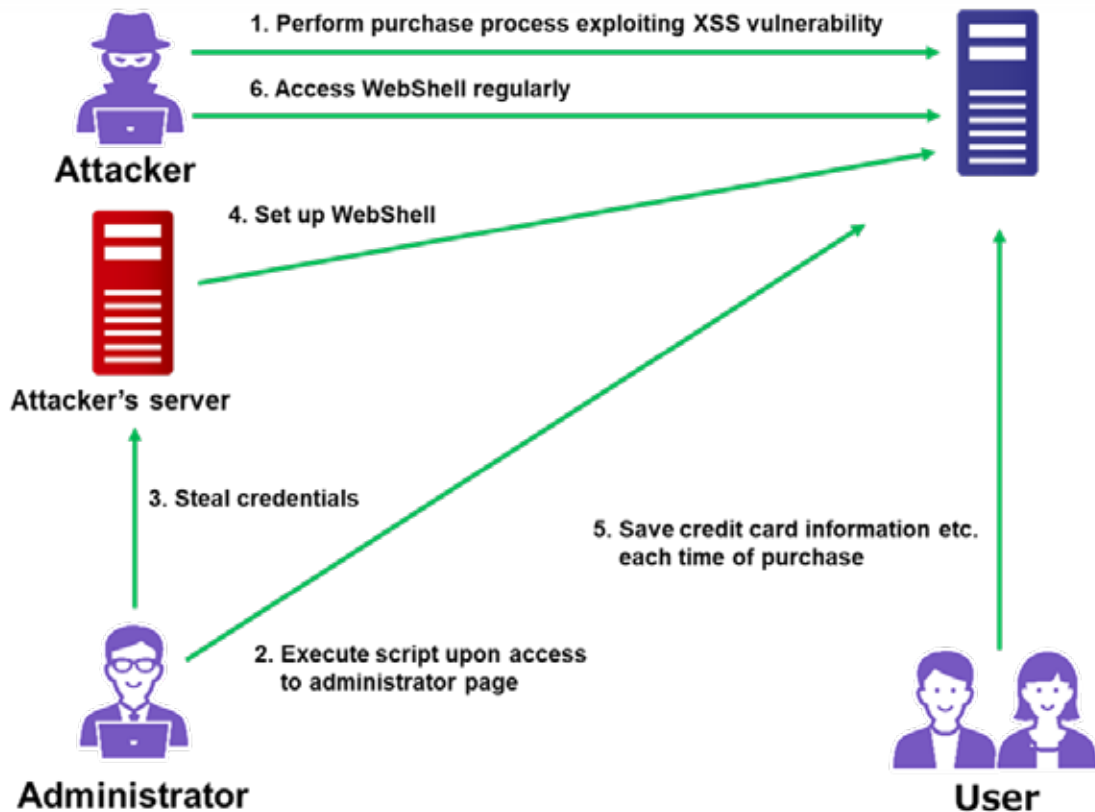 1. Perform purchase process exploiting XSS vulnerability
6. Access WebShell regularly
Attacker
4. Set up WebShell
Attacker’s server
3. Steal credentials
5. Save credit card information etc.
each time of purchase
2. Execute script upon access
to administrator page
Administrator
User